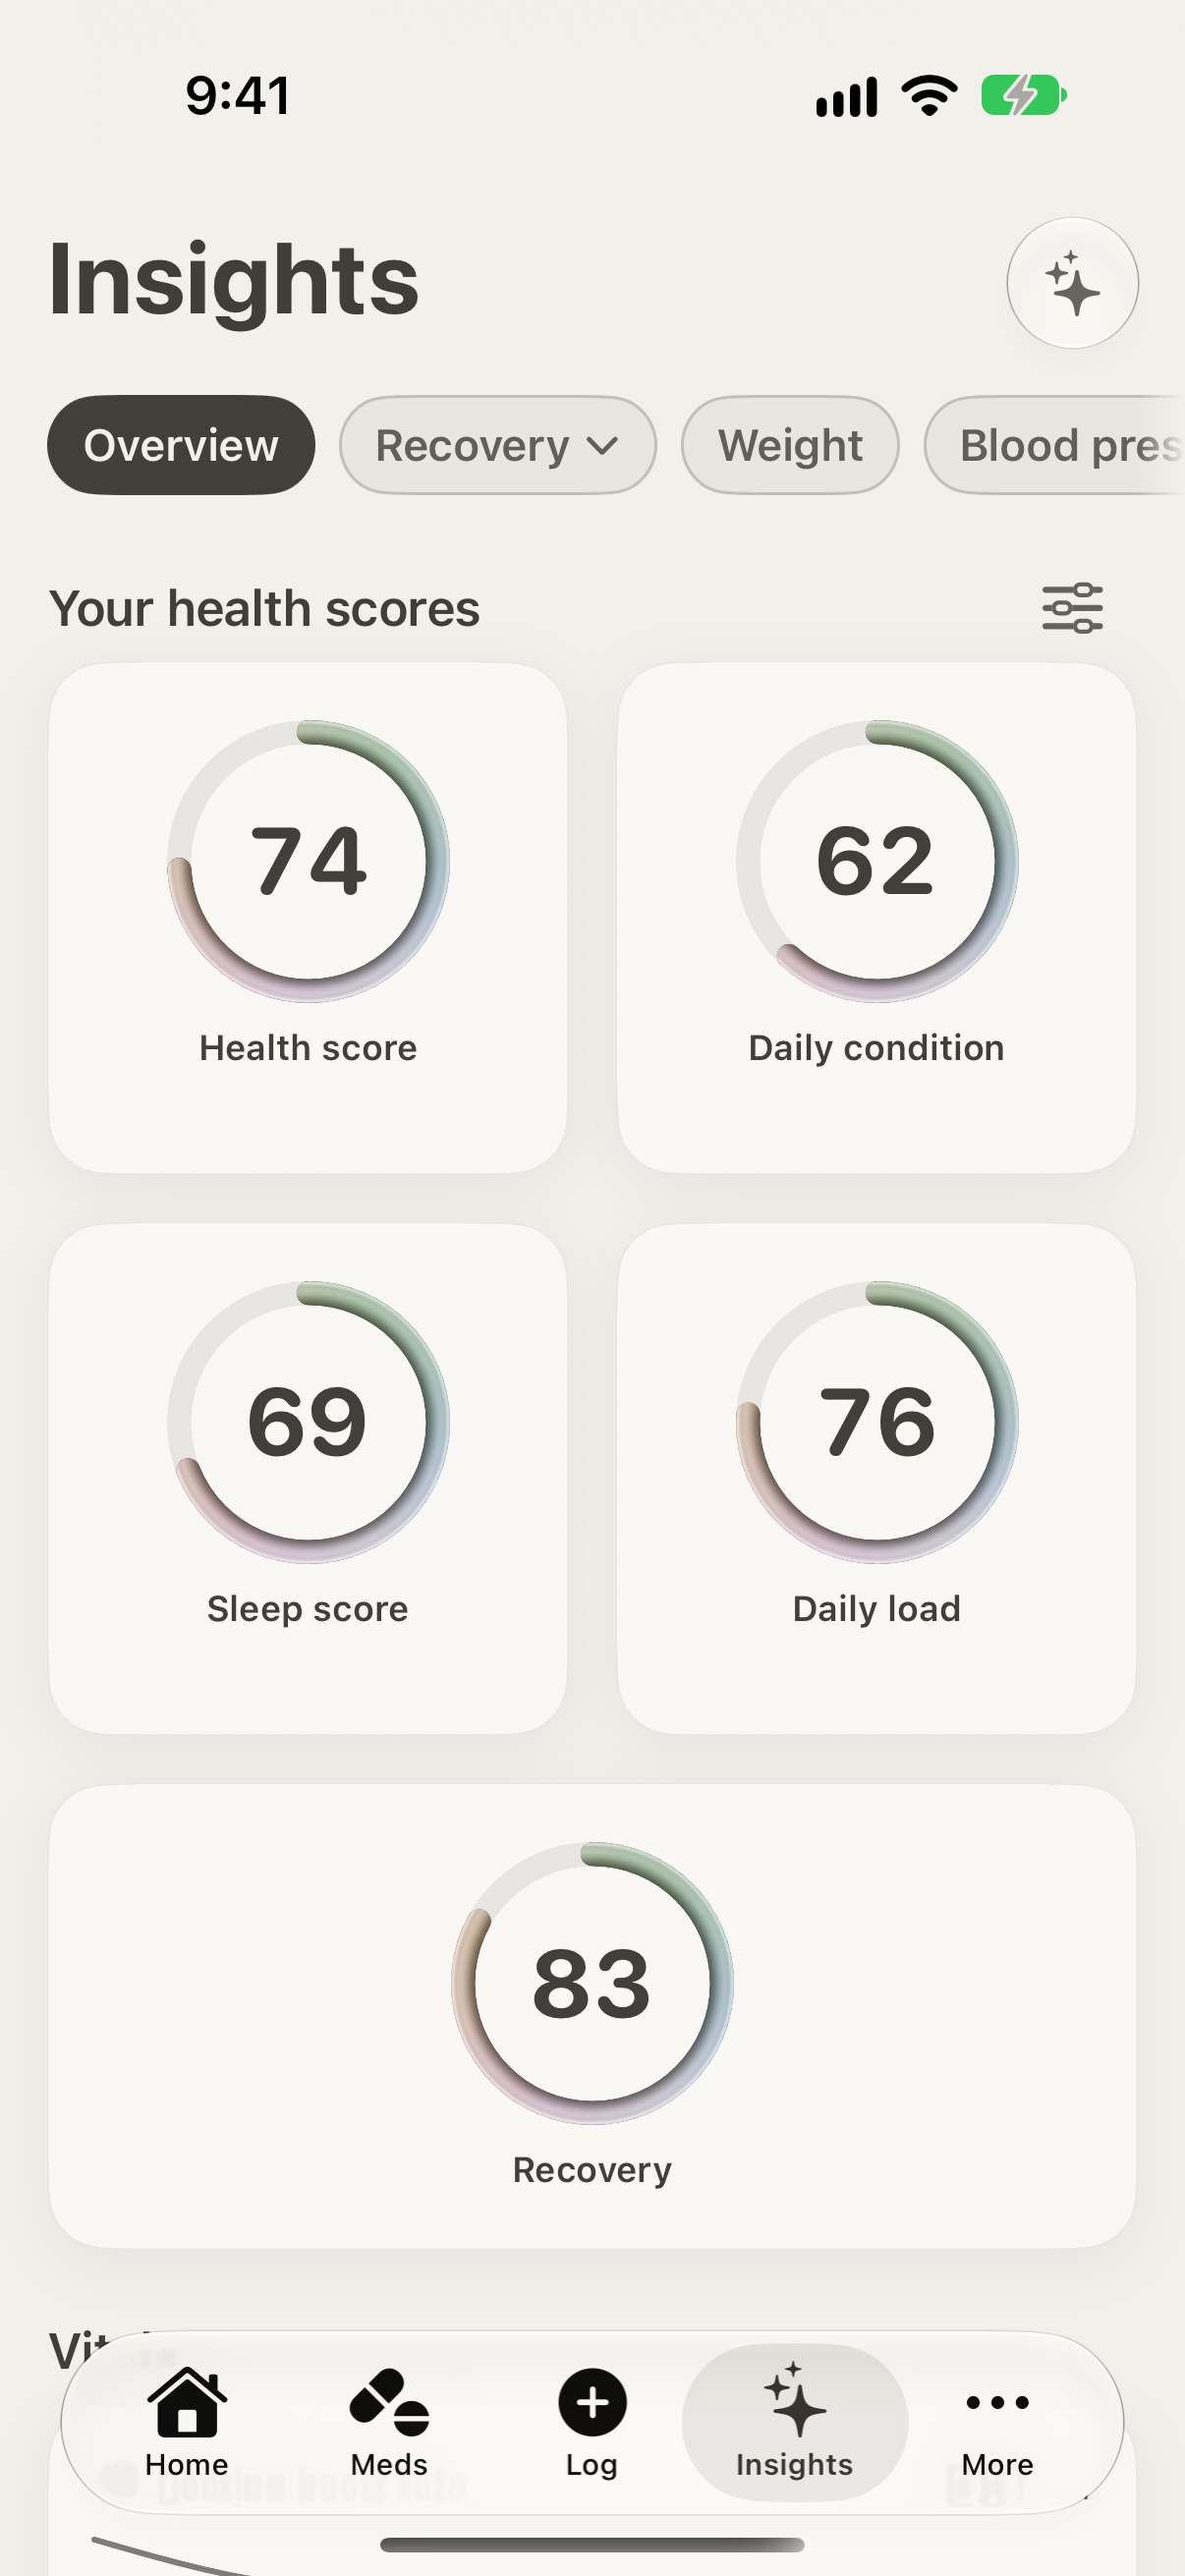 9:41
Insights
Overview
Recovery
Weight
Blood pres
Your health scores
74
Health score
62
Daily condition
69
Sleep score
76
Daily load
83
Recovery
Home
Meds
Log
Insights
More